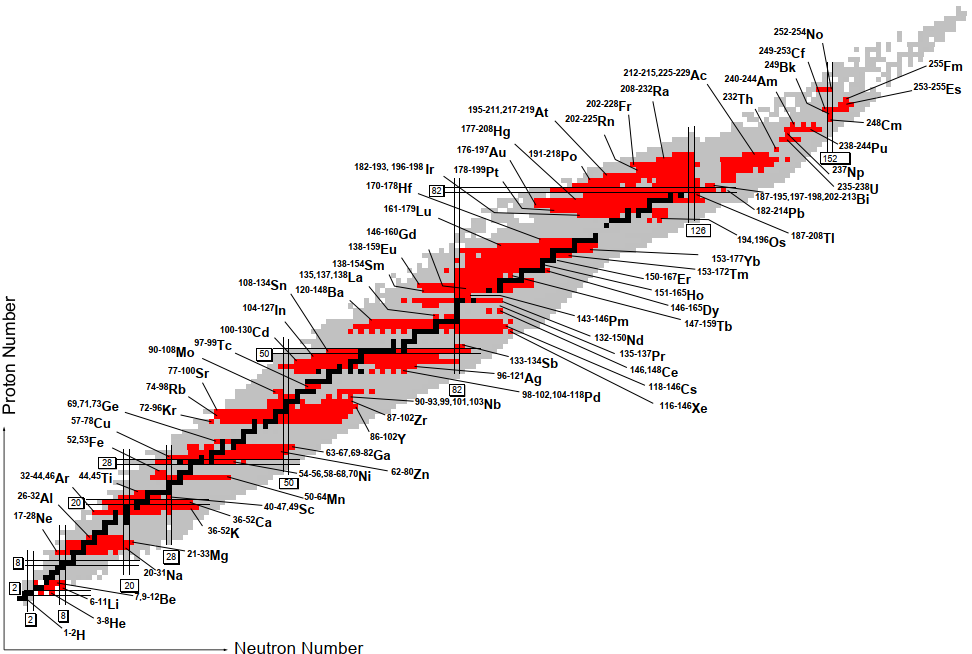 252-254No
249-253Cf
249Bk
255Fm
212-215,225-229Ac
240-244Am
253-255Es
208-232Ra
232Th
202-228Fr
195-211,217-219At
202-225Rn
248Cm
177-208Hg
238-244Pu
176-197Au
191-218Po
152
237Np
182-193, 196-198Ir
178-199Pt
235-238U
170-178Hf
82
187-195,197-198,202-213Bi
161-179Lu
182-214Pb
146-160Gd
126
187-208Tl
138-159Eu
194,196Os
138-154Sm
153-177Yb
135,137,138La
153-172Tm
108-134Sn
120-148Ba
150-167Er
151-165Ho
104-127In
146-165Dy
143-146Pm
147-159Tb
100-130Cd
132-150Nd
97-99Tc
135-137Pr
90-108Mo
50
133-134Sb
146,148Ce
77-100Sr
96-121Ag
118-146Cs
74-98Rb
82
98-102,104-118Pd
116-146Xe
69,71,73Ge
72-96Kr
90-93,99,101,103Nb
57-78Cu
87-102Zr
52,53Fe
86-102Y
63-67,69-82Ga
28
62-80Zn
32-44,46Ar
44,45Ti
54-56,58-68,70Ni
50
26-32Al
50-64Mn
20
40-47,49Sc
17-28Ne
36-52Ca
36-52K
21-33Mg
28
8
20-31Na
2
20
7,9-12Be
6-11Li
2
8
3-8He
1-2H
Proton Number
Neutron Number